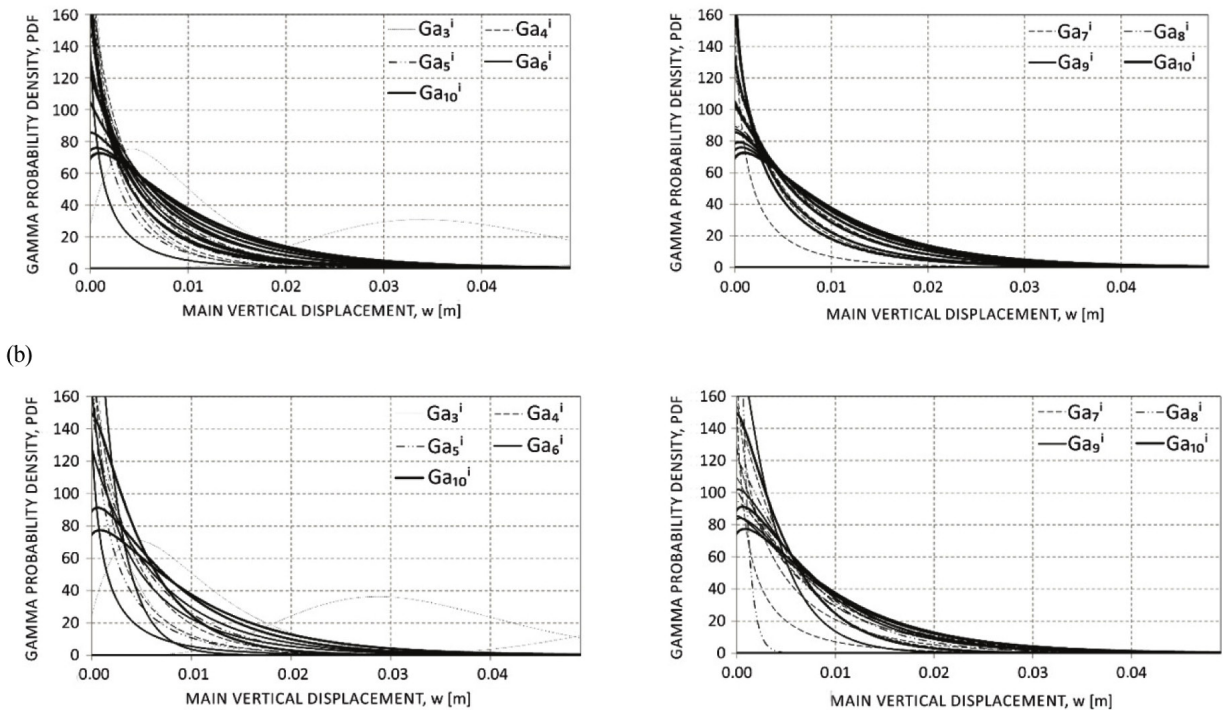 GAMMA PROBABILITY DENSITY, PDF
160
140
120
100
80
60
40
20
0
Ga₃ⁱ Ga₄ⁱ
Ga₅ⁱ Ga₆ⁱ
Ga₁₀ⁱ
0.00 0.01 0.02 0.03 0.04
MAIN VERTICAL DISPLACEMENT, w [m]
GAMMA PROBABILITY DENSITY, PDF
160
140
120
100
80
60
40
20
0
Ga₇ⁱ Ga₈ⁱ
Ga₉ⁱ Ga₁₀ⁱ
0.00 0.01 0.02 0.03 0.04
MAIN VERTICAL DISPLACEMENT, w [m]
(b)
GAMMA PROBABILITY DENSITY, PDF
160
140
120
100
80
60
40
20
0
Ga₃ⁱ Ga₄ⁱ
Ga₅ⁱ Ga₆ⁱ
Ga₁₀ⁱ
0.00 0.01 0.02 0.03 0.04
MAIN VERTICAL DISPLACEMENT, w [m]
GAMMA PROBABILITY DENSITY, PDF
160
140
120
100
80
60
40
20
0
Ga₇ⁱ Ga₈ⁱ
Ga₉ⁱ Ga₁₀ⁱ
0.00 0.01 0.02 0.03 0.04
MAIN VERTICAL DISPLACEMENT, w [m]